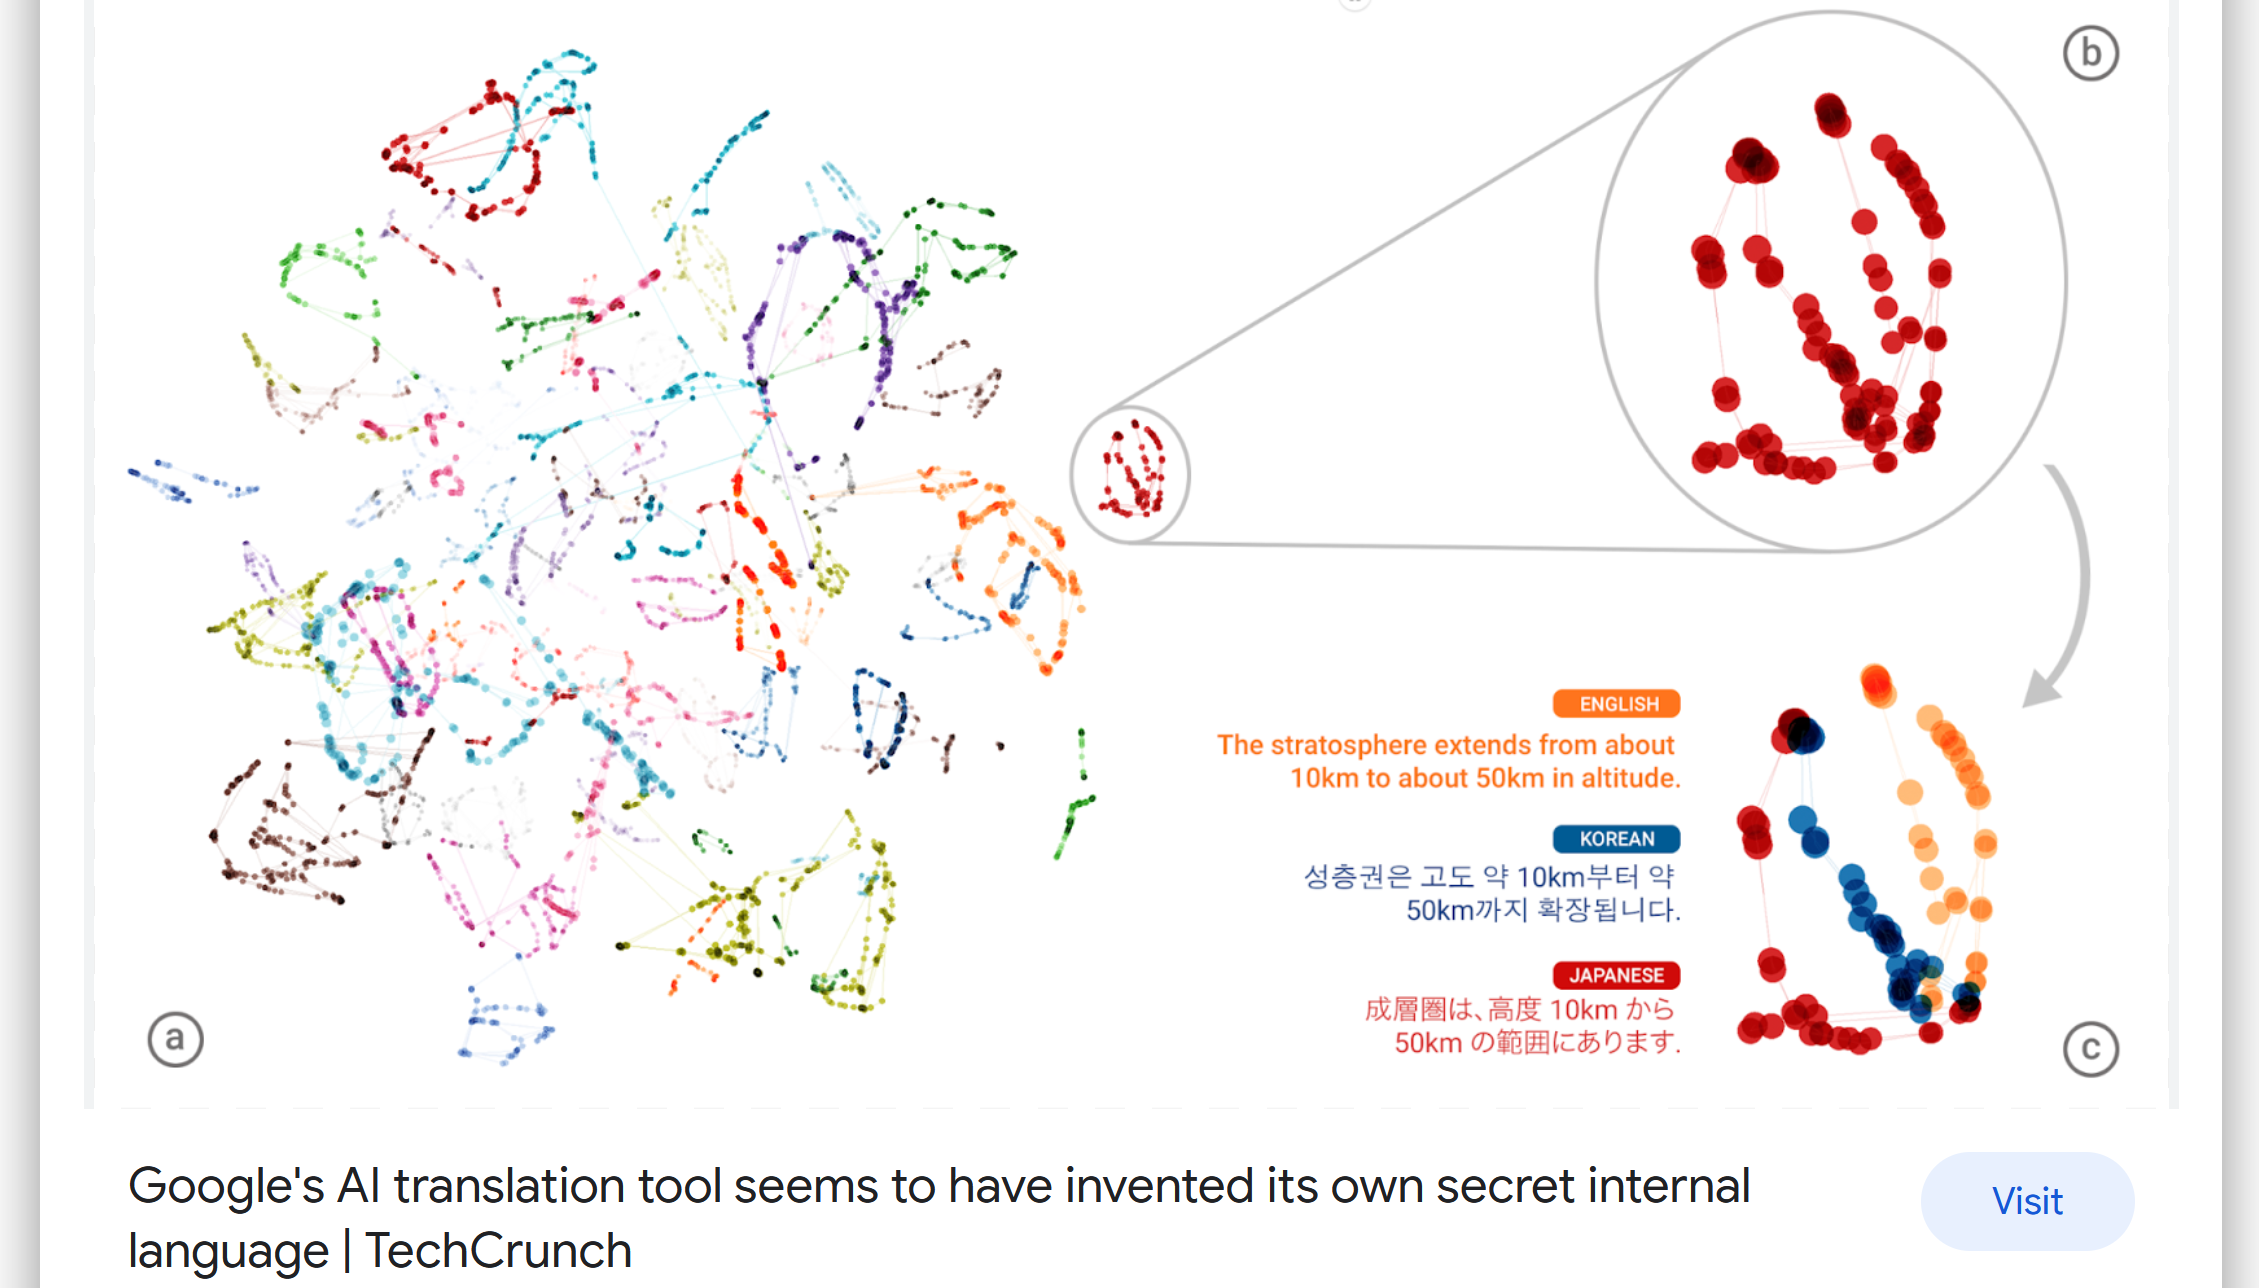 b
ENGLISH
The stratosphere extends from about
10km to about 50km in altitude.
KOREAN
성층권은 고도 약 10km부터 약
50km까지 확장됩니다.
JAPANESE
成層圏は、高度 10km から
50km の範囲にあります.
a
c
Google's AI translation tool seems to have invented its own secret internal
language | TechCrunch
Visit